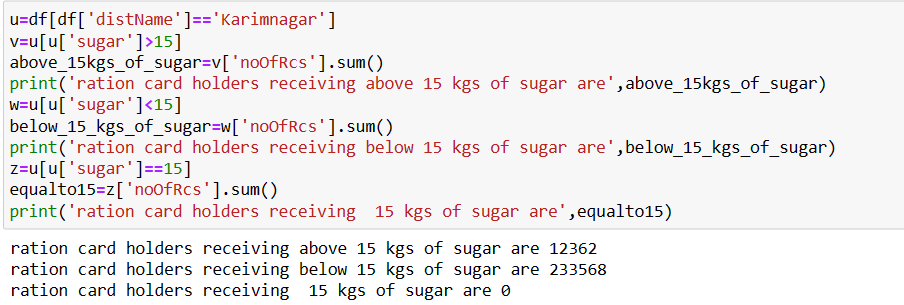 u=df[df['distName']=='Karimnagar']
v=u[u['sugar']>15]
above_15kgs_of_sugar=v['noOfRcs'].sum()
print('ration card holders receiving above 15 kgs of sugar are',above_15kgs_of_sugar)
w=u[u['sugar']<15]
below_15_kgs_of_sugar=w['noOfRcs'].sum()
print('ration card holders receiving below 15 kgs of sugar are',below_15_kgs_of_sugar)
z=u[u['sugar']==15]
equalto15=z['noOfRcs'].sum()
print('ration card holders receiving  15 kgs of sugar are',equalto15)
ration card holders receiving above 15 kgs of sugar are 12362
ration card holders receiving below 15 kgs of sugar are 233568
ration card holders receiving  15 kgs of sugar are 0